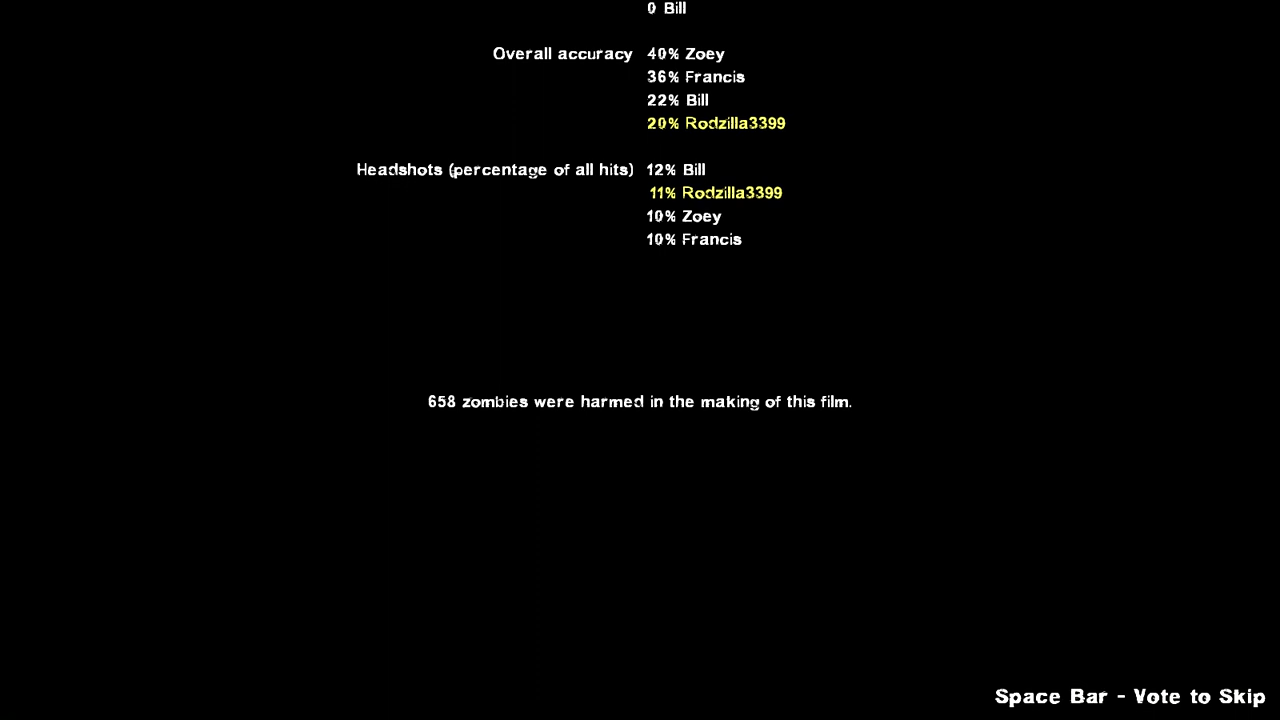 0 Bill
Overall accuracy 40% Zoey
36% Francis
22% Bill
20% Rodzilla3399
Headshots (percentage of all hits) 12% Bill
11% Rodzilla3399
10% Zoey
10% Francis
658 zombies were harmed in the making of this film.
Space Bar - Vote to Skip